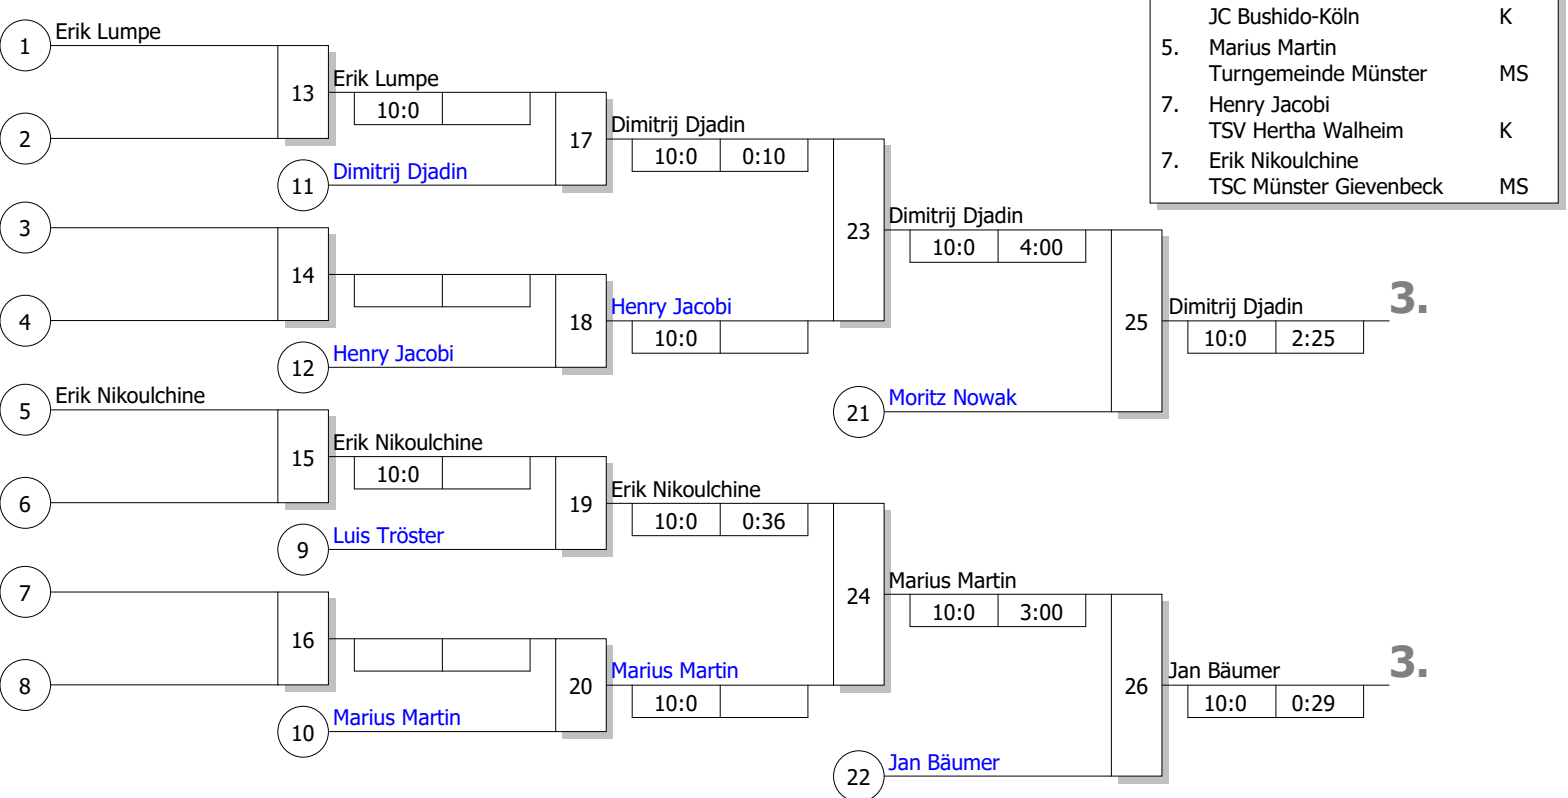 JC Bushido-Köln K
5. Marius Martin
Turngemeinde Münster MS
7. Henry Jacobi
TSV Hertha Walheim K
7. Erik Nikoulchine
TSC Münster Gievenbeck MS
1 Erik Lumpe
13 Erik Lumpe
10:0
2
17 Dimitrij Djadin
10:0 0:10
11 Dimitrij Djadin
3
23 Dimitrij Djadin
10:0 4:00
14
4
18 Henry Jacobi
10:0
12 Henry Jacobi
25 Dimitrij Djadin 3.
10:0 2:25
5 Erik Nikoulchine
21 Moritz Nowak
15 Erik Nikoulchine
10:0
6
19 Erik Nikoulchine
10:0 0:36
9 Luis Tröster
7
24 Marius Martin
10:0 3:00
16
8
20 Marius Martin
10:0
10 Marius Martin
26 Jan Bäumer 3.
10:0 0:29
22 Jan Bäumer